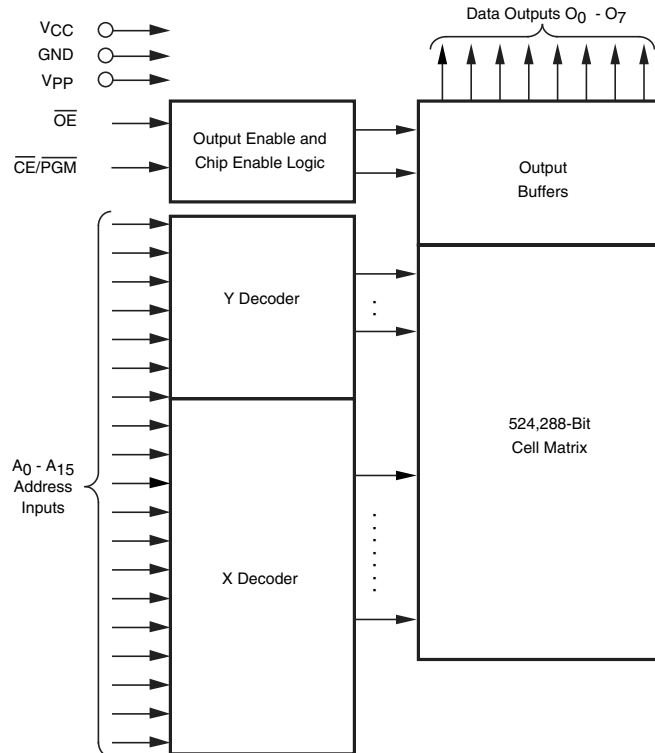 Data Outputs O0 - O7
VCC
GND
VPP
OE
CE/PGM
Output Enable and
Chip Enable Logic
Output
Buffers
Y Decoder
524,288-Bit
Cell Matrix
A0 - A15
Address
Inputs
X Decoder